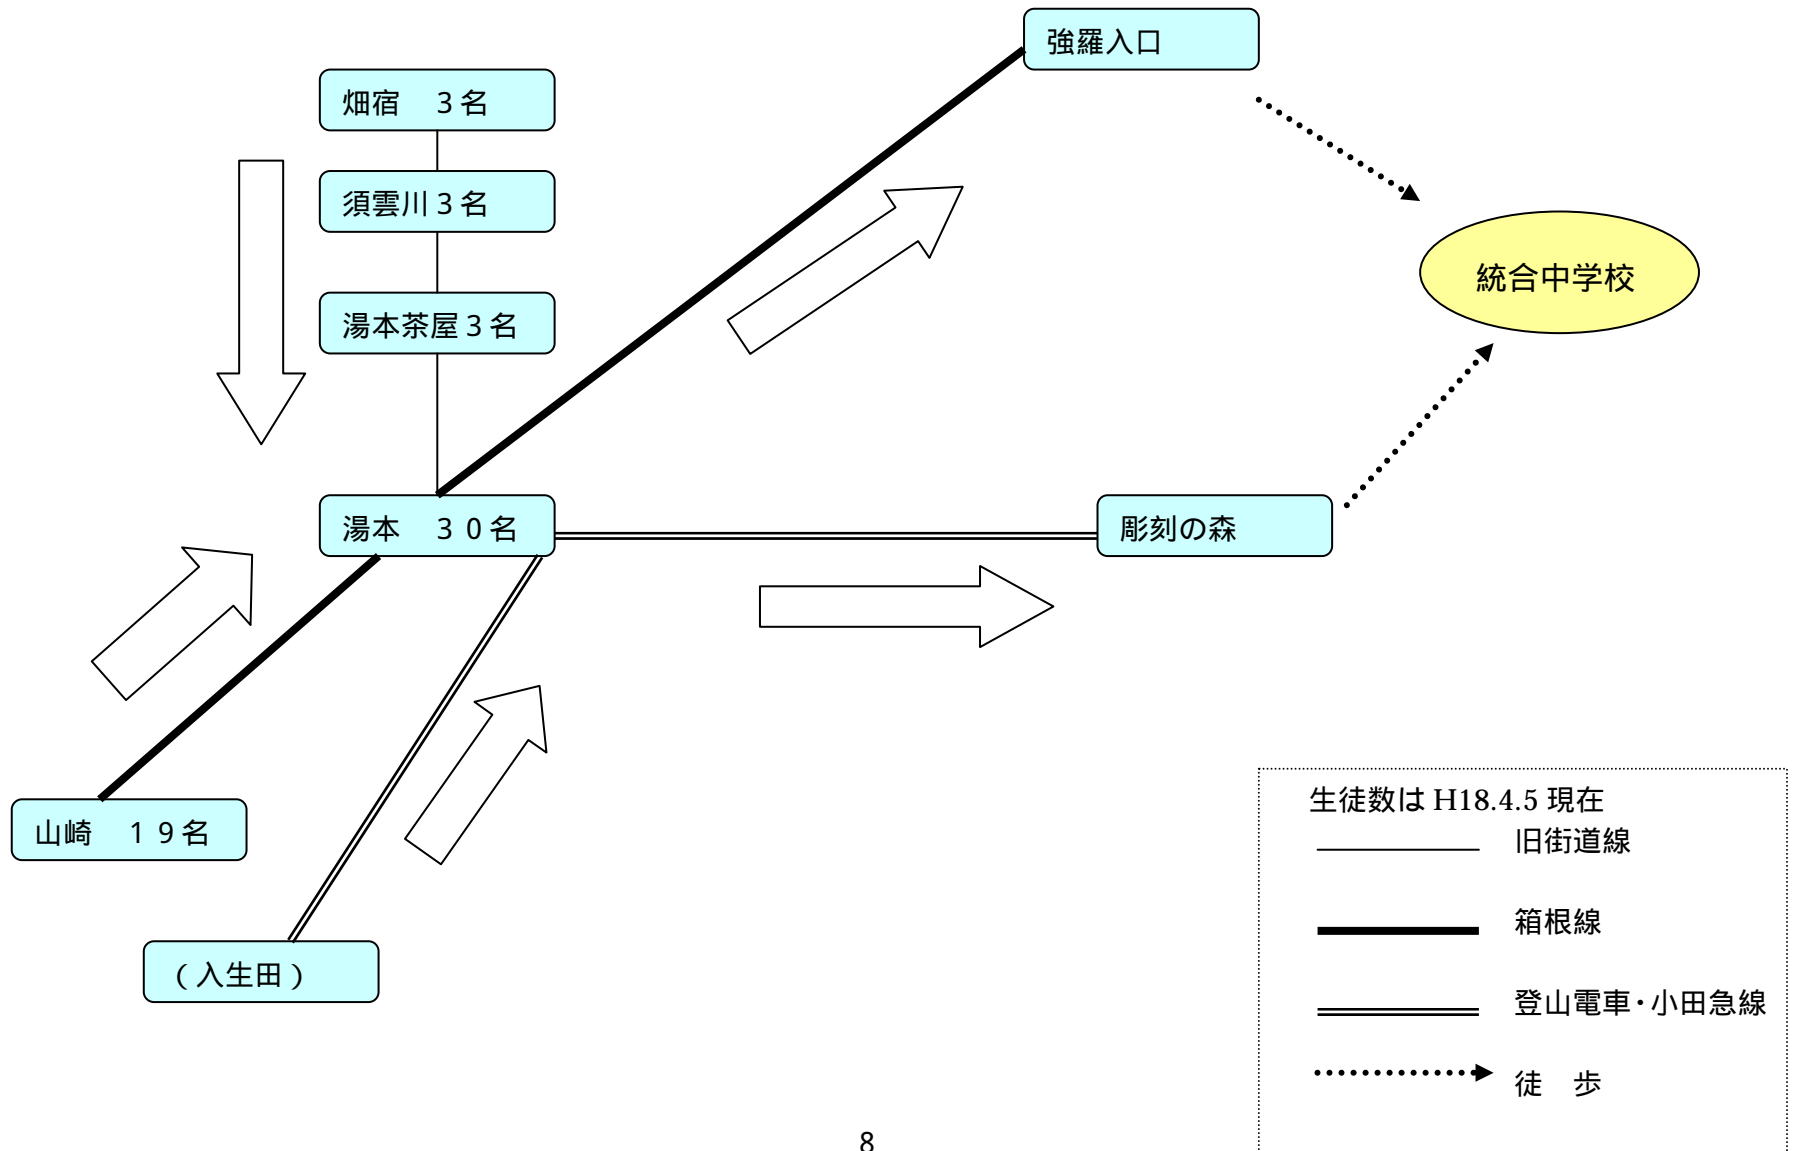 強羅入口
畑宿　３名
須雲川３名
湯本茶屋３名
統合中学校
湯本　３０名
彫刻の森
山崎　１９名
（入生田）
生徒数は H18.4.5 現在
旧街道線
箱根線
登山電車・小田急線
徒　歩
8